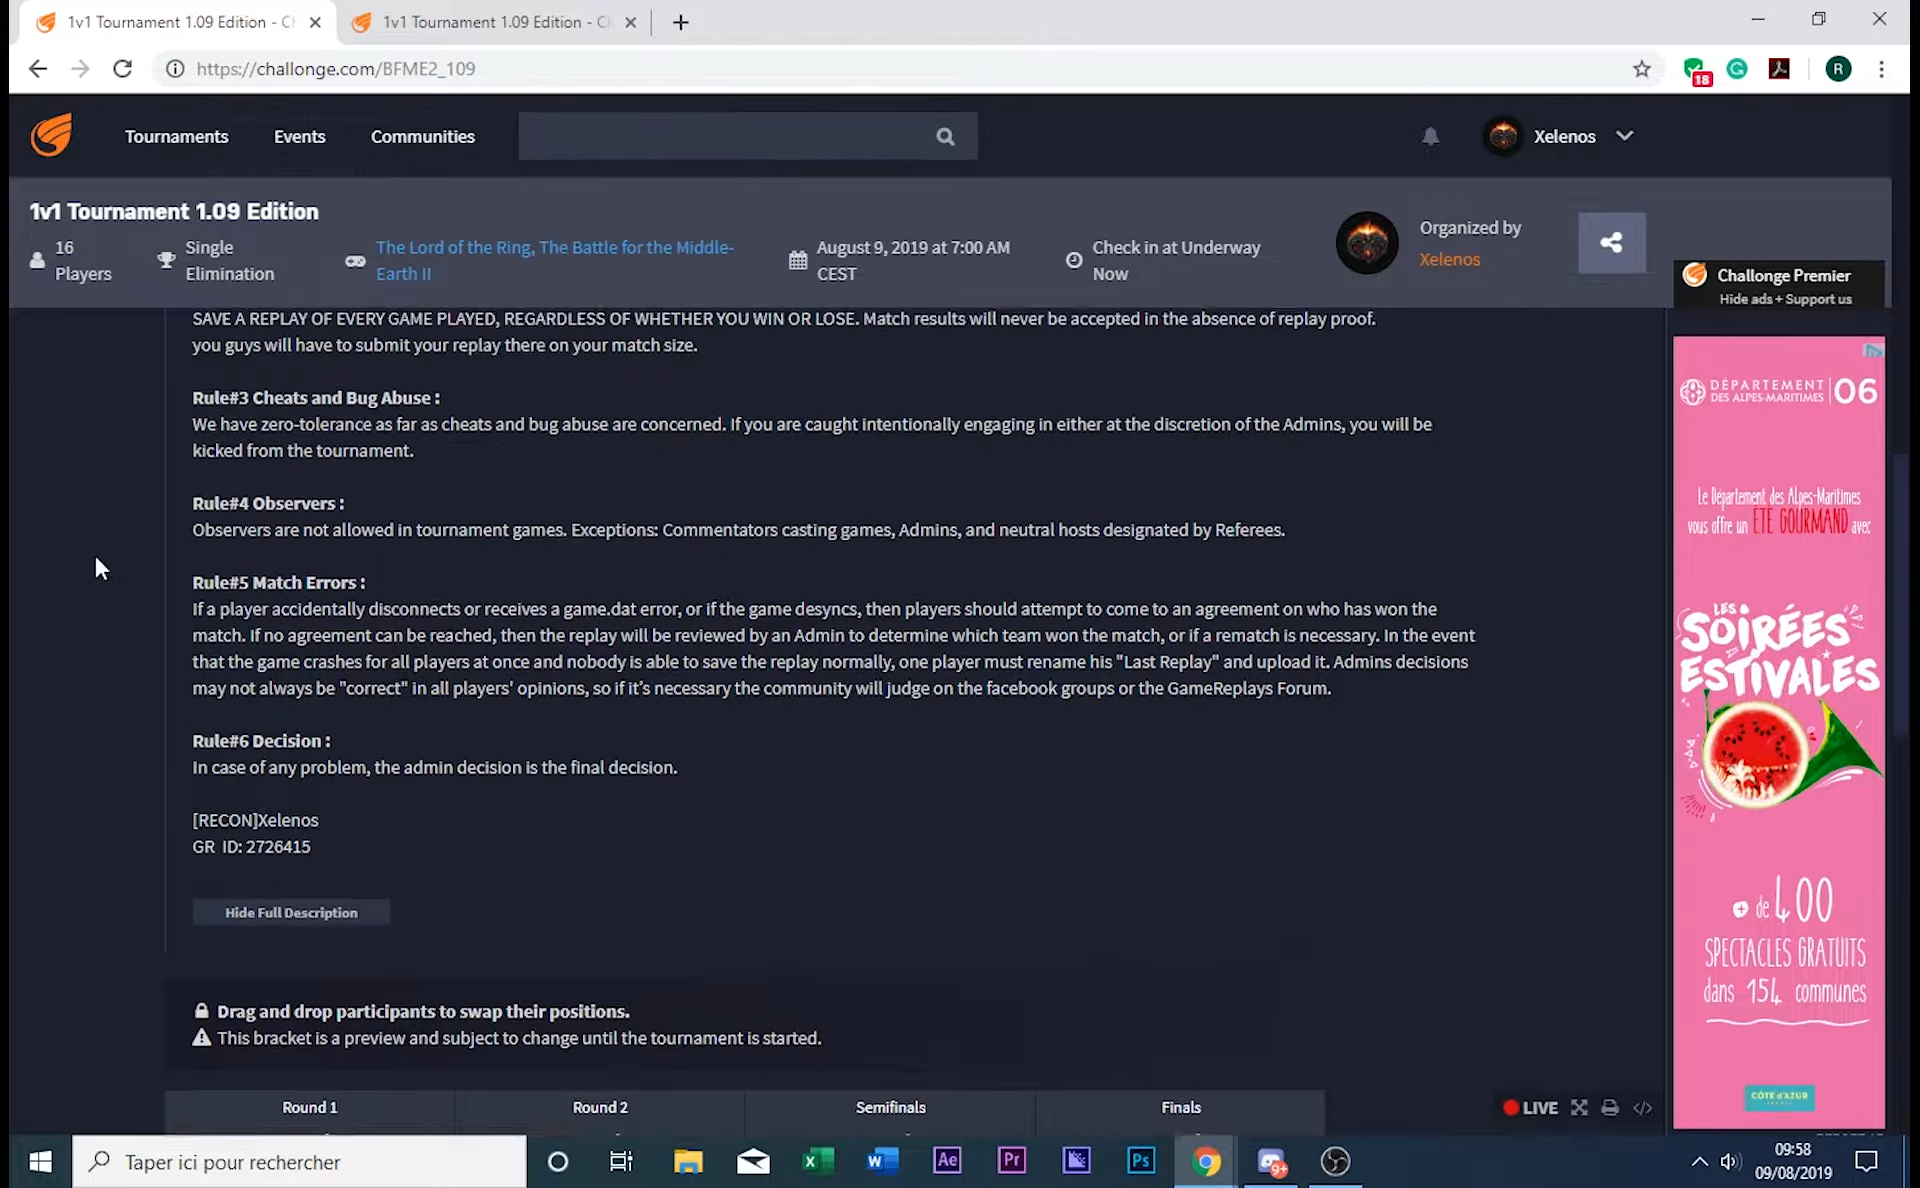 1v1 Tournament 1.09 Edition - Ch
1v1 Tournament 1.09 Edition - C
https://challonge.com/BFME2_109
18
R
Tournaments
Events
Communities
Xelenos
1v1 Tournament 1.09 Edition
16
Players
Single
Elimination
The Lord of the Ring, The Battle for the Middle-
Earth II
August 9, 2019 at 7:00 AM
CEST
Check in at Underway
Now
Organized by
Xelenos
Challonge Premier
Hide ads + Support us
SAVE A REPLAY OF EVERY GAME PLAYED, REGARDLESS OF WHETHER YOU WIN OR LOSE. Match results will never be accepted in the absence of replay proof.
you guys will have to submit your replay there on your match size.
Rule#3 Cheats and Bug Abuse :
We have zero-tolerance as far as cheats and bug abuse are concerned. If you are caught intentionally engaging in either at the discretion of the Admins, you will be
kicked from the tournament.
Rule#4 Observers :
Observers are not allowed in tournament games. Exceptions: Commentators casting games, Admins, and neutral hosts designated by Referees.
Rule#5 Match Errors :
If a player accidentally disconnects or receives a game.dat error, or if the game desyncs, then players should attempt to come to an agreement on who has won the
match. If no agreement can be reached, then the replay will be reviewed by an Admin to determine which team won the match, or if a rematch is necessary. In the event
that the game crashes for all players at once and nobody is able to save the replay normally, one player must rename his "Last Replay" and upload it. Admins decisions
may not always be "correct" in all players' opinions, so if it's necessary the community will judge on the facebook groups or the GameReplays Forum.
Rule#6 Decision :
In case of any problem, the admin decision is the final decision.
[RECON]Xelenos
GR ID: 2726415
Hide Full Description
Drag and drop participants to swap their positions.
This bracket is a preview and subject to change until the tournament is started.
Round 1
Round 2
Semifinals
Finals
LIVE
DÉPARTEMENT
DES ALPES-MARITIMES
06
Le Département des Alpes-Maritimes
vous offre un ÉTÉ GOURMAND avec
LES
SOIRÉES
ESTIVALES
+ de 400
SPECTACLES GRATUITS
dans 154 communes
CÔTE d'AZUR
Taper ici pour rechercher
Ae
Pr
Ps
9+
09:58
09/08/2019